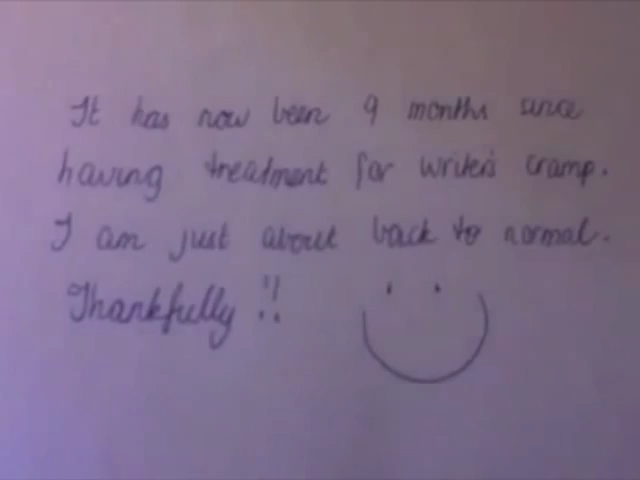 It has now been 9 months since
having treatment for writer's cramp.
I am just about back to normal.
Thankfully !!